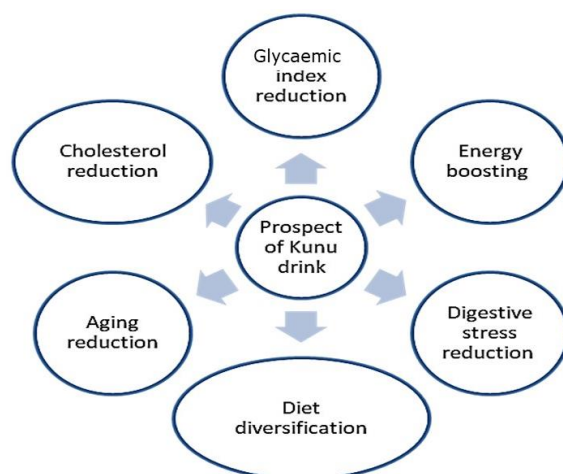 Glycaemic
index
reduction
Cholesterol
reduction
Energy
boosting
Prospect
of Kunu
drink
Aging
reduction
Digestive
stress
reduction
Diet
diversification